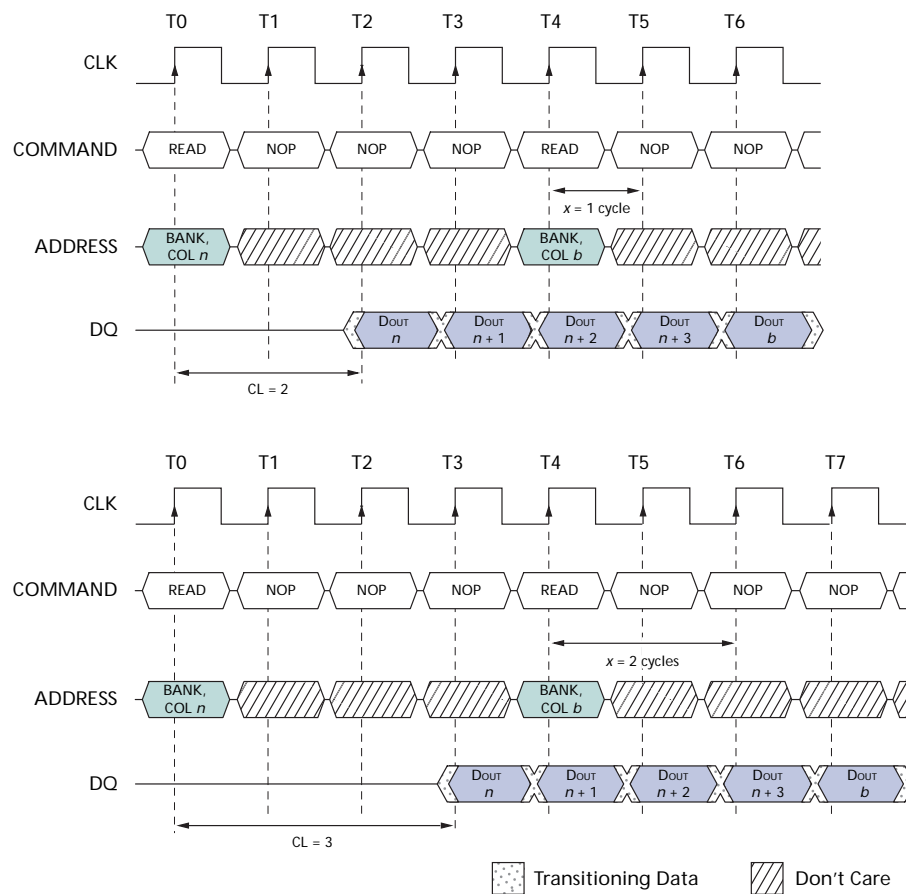 T0 T1 T2 T3 T4 T5 T6
CLK
COMMAND READ NOP NOP NOP READ NOP NOP
x = 1 cycle
ADDRESS BANK, COL n BANK, COL b
DQ DOUT n DOUT n + 1 DOUT n + 2 DOUT n + 3 DOUT b
CL = 2
T0 T1 T2 T3 T4 T5 T6 T7
CLK
COMMAND READ NOP NOP NOP READ NOP NOP NOP
x = 2 cycles
ADDRESS BANK, COL n BANK, COL b
DQ DOUT n DOUT n + 1 DOUT n + 2 DOUT n + 3 DOUT b
CL = 3
Transitioning Data Don't Care